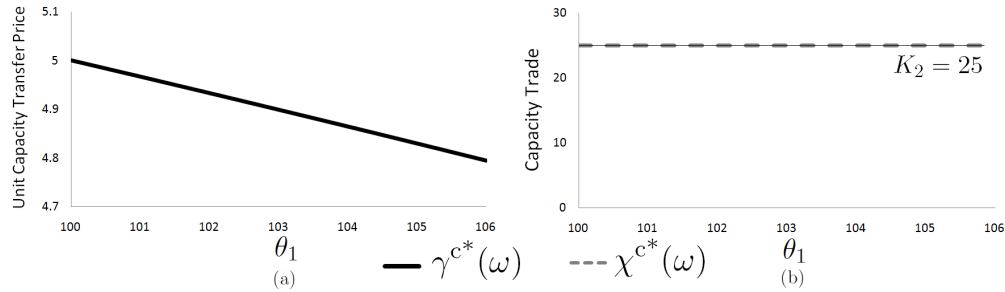 Unit Capacity Transfer Price
5.1
5
4.9
4.8
4.7
100 101 102 103 104 105 106
θ₁
(a)
Capacity Trade
30
20
10
0
K₂ = 25
100 101 102 103 104 105 106
θ₁
(b)
γᶜ*(ω)
χᶜ*(ω)